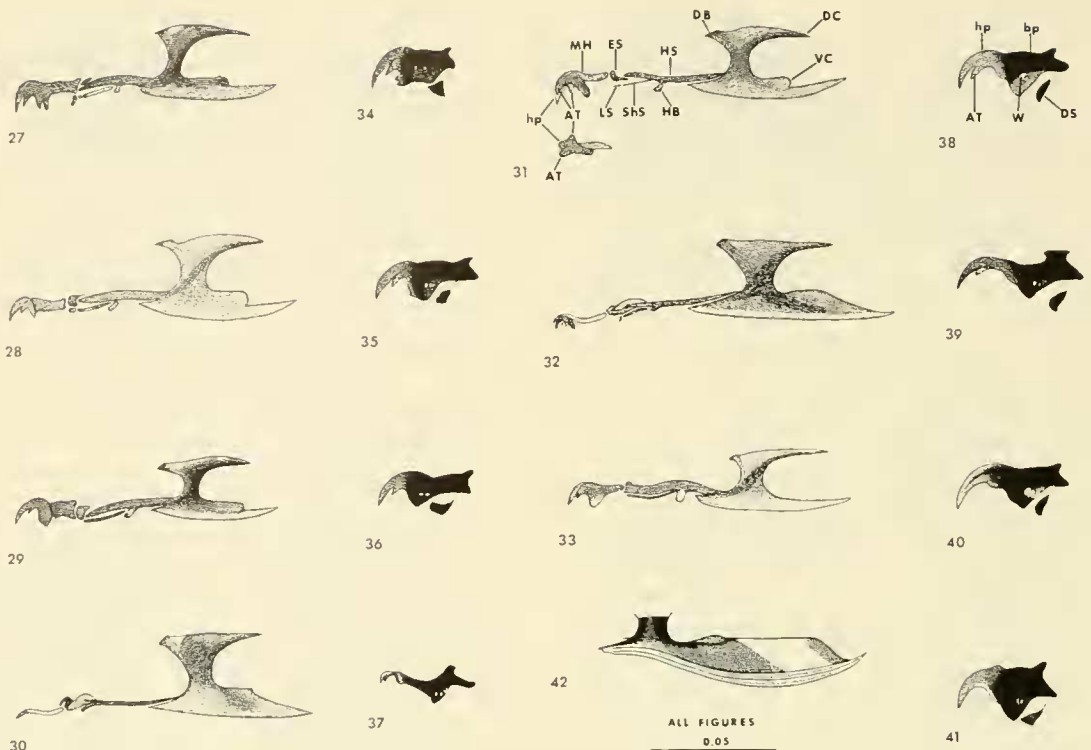 DB
DC
hp
bp
MH
ES
HS
VC
hp
AT
LS
ShS
HB
AT
W
DS
27
34
31
AT
38
28
35
32
39
29
36
33
40
30
37
42
ALL FIGURES
0.05
41